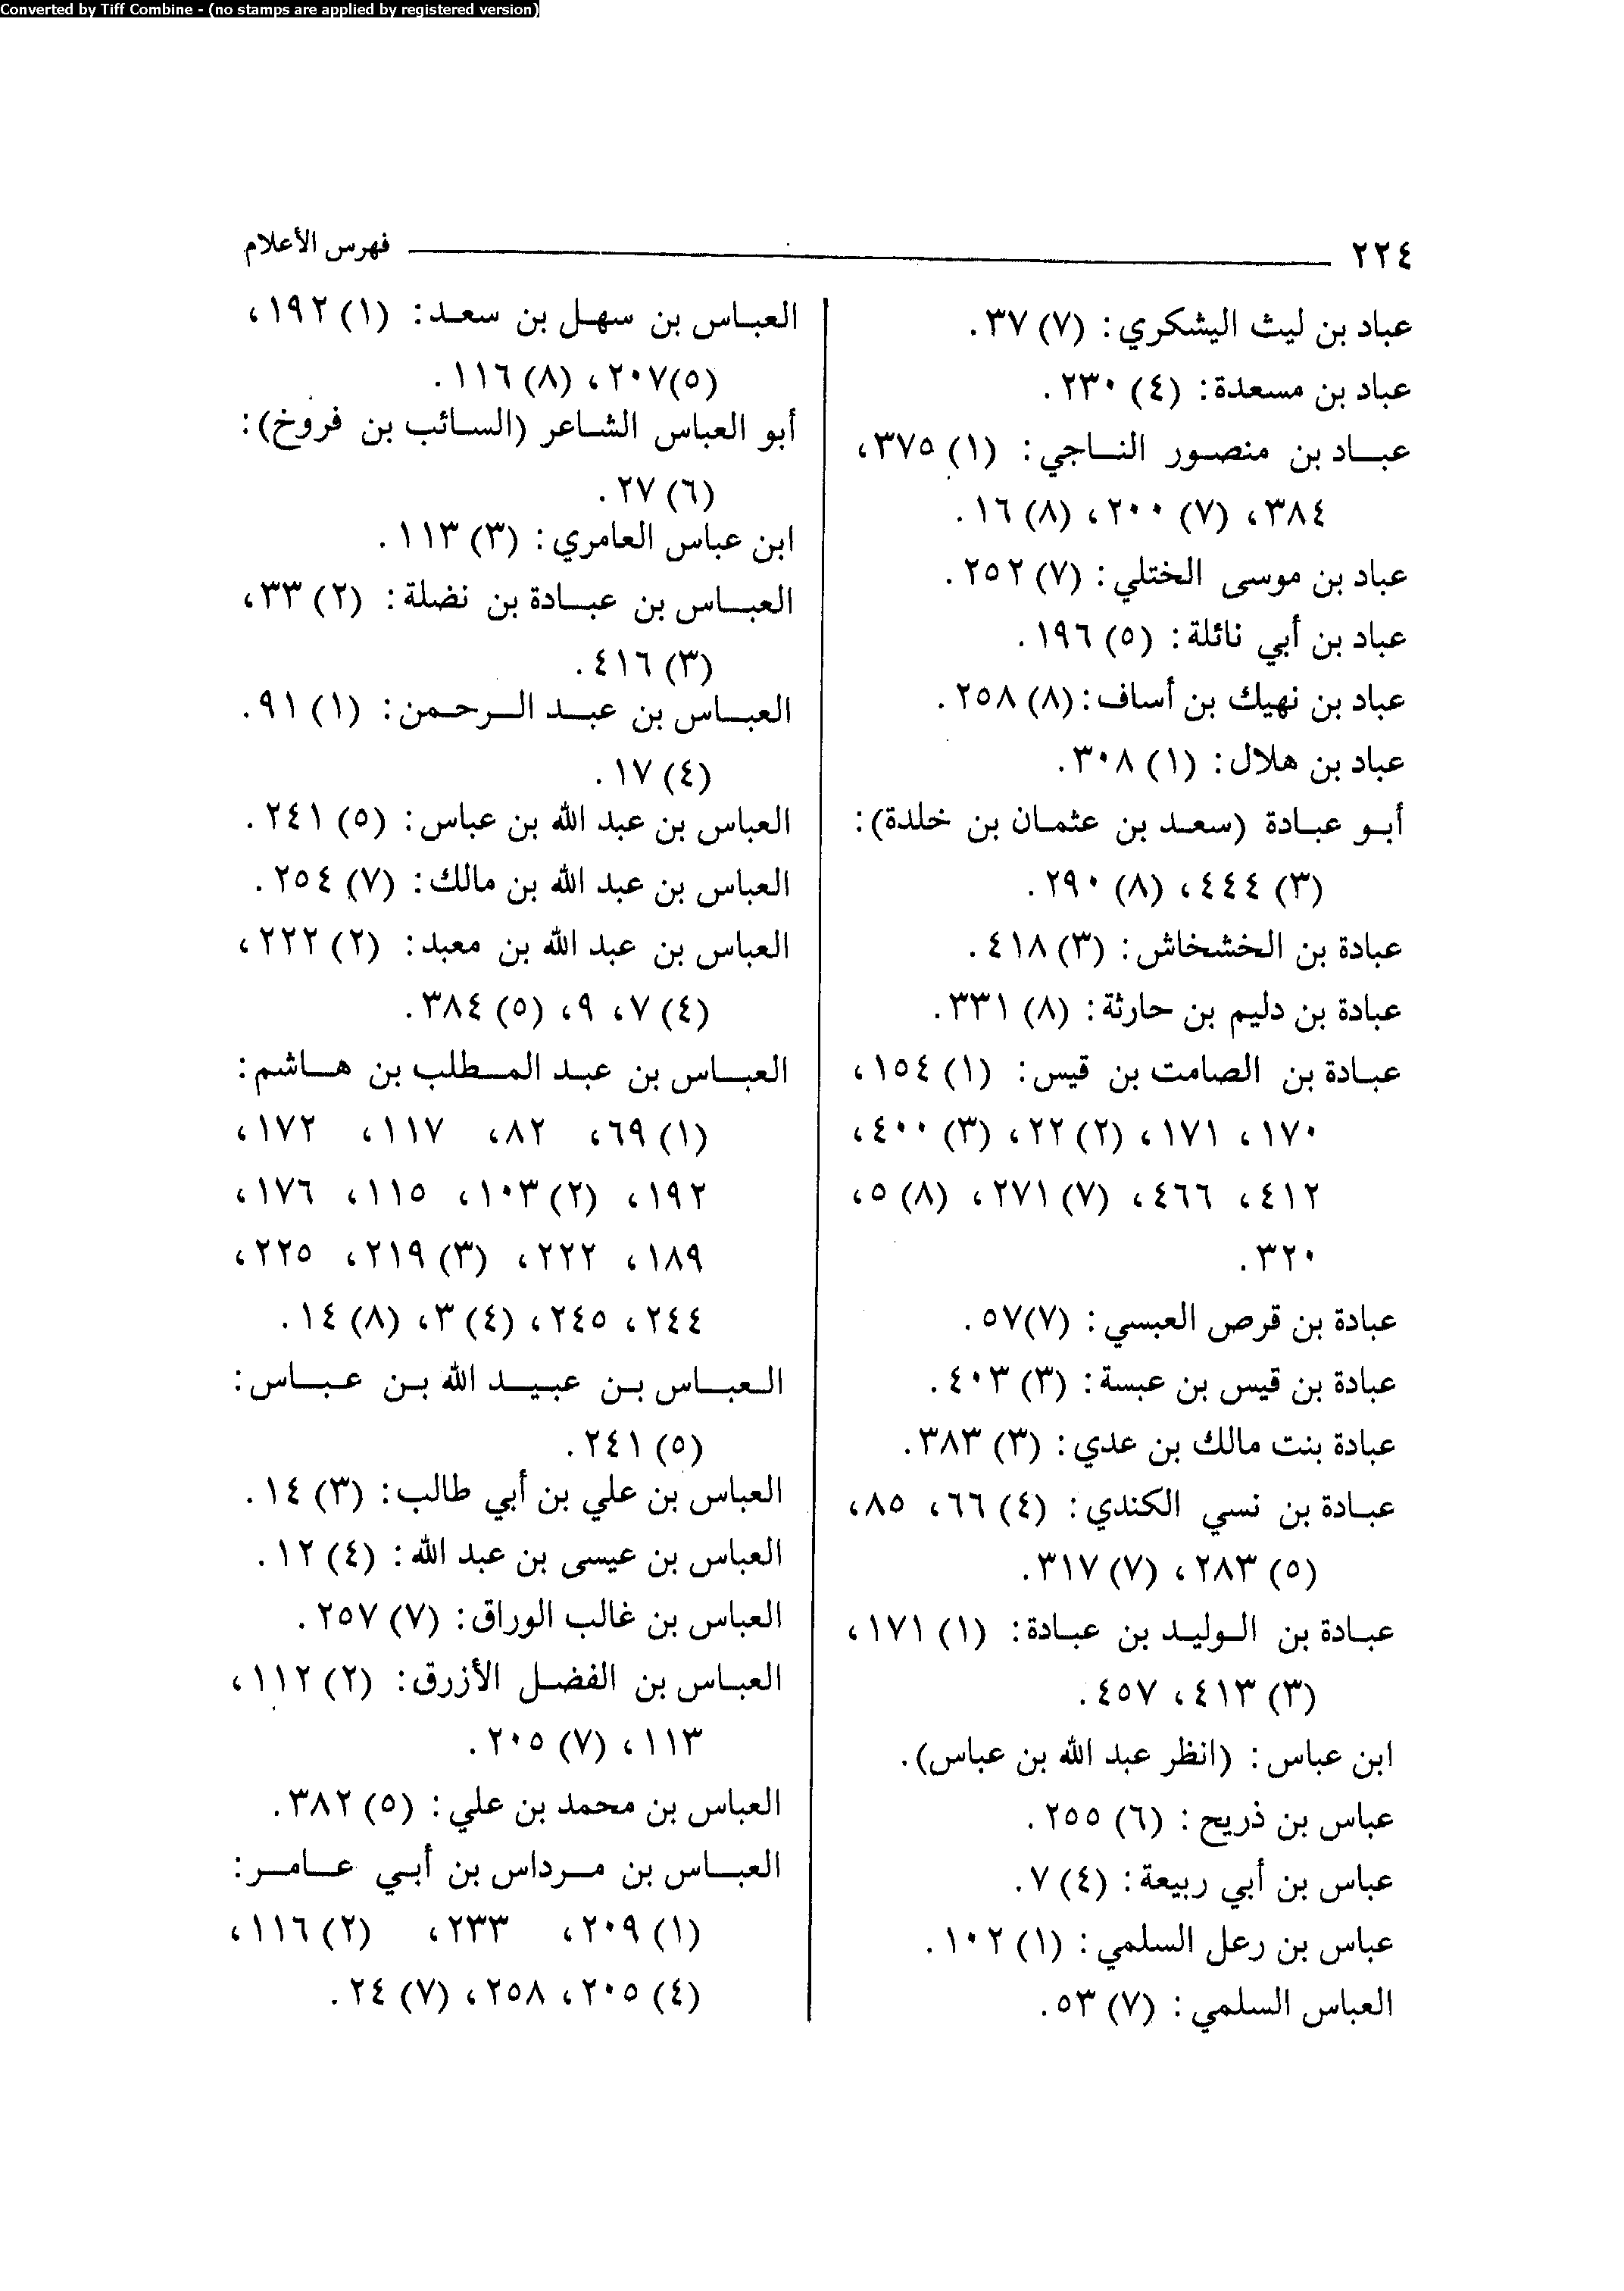 Converted by Tiff Combine - (no stamps are applied by registered version)
٢٢٤ فهرس الأعلام
عباد بن ليث اليشكري: (٧) ٣٧.
عباد بن مسعدة: (٤) ٢٣٠.
عباد بن منصور الناجي: (١) ٣٧٥،
٣٨٤، (٧) ٢٠٠، (٨) ١٦.
عباد بن موسى الختلي: (٧) ٢٥٢.
عباد بن أبي نائلة: (٥) ١٩٦.
عباد بن نهيك بن أساف: (٨) ٢٥٨.
عباد بن هلال: (١) ٣٠٨.
أبو عبادة (سعد بن عثمان بن خلدة):
(٣) ٤٤٤، (٨) ٢٩٠.
عبادة بن الخشخاش: (٣) ٤١٨.
عبادة بن دليم بن حارثة: (٨) ٣٣١.
عبادة بن الصامت بن قيس: (١) ١٥٤،
١٧٠، ١٧١، (٢) ٢٢، (٣) ٤٠٠،
٤١٢، ٤٦٦، (٧) ٢٧١، (٨) ٥،
٣٢٠.
عبادة بن قرص العبسي: (٧) ٥٧.
عبادة بن قيس بن عبسة: (٣) ٤٠٣.
عبادة بنت مالك بن عدي: (٣) ٣٨٣.
عبادة بن نسي الكندي: (٤) ٦٦، ٨٥،
(٥) ٢٨٣، (٧) ٣١٧.
عبادة بن الوليد بن عبادة: (١) ١٧١،
(٣) ٤١٣، ٤٥٧.
ابن عباس: (انظر عبد الله بن عباس).
عباس بن ذريح: (٦) ٢٥٥.
عباس بن أبي ربيعة: (٤) ٧.
عباس بن رعل السلمي: (١) ١٠٢.
العباس السلمي: (٧) ٥٣.
العباس بن سهل بن سعد: (١) ١٩٢،
(٥) ٢٠٧، (٨) ١١٦.
أبو العباس الشاعر (السائب بن فروخ):
(٦) ٢٧.
ابن عباس العامري: (٣) ١١٣.
العباس بن عبادة بن نضلة: (٢) ٣٣،
(٣) ٤١٦.
العباس بن عبد الرحمن: (١) ٩١.
(٤) ١٧.
العباس بن عبد الله بن عباس: (٥) ٢٤١.
العباس بن عبد الله بن مالك: (٧) ٢٥٤.
العباس بن عبد الله بن معبد: (٢) ٢٢٢،
(٤) ٧، ٩، (٥) ٣٨٤.
العباس بن عبد المطلب بن هاشم:
(١) ٦٩، ٨٢، ١١٧، ١٧٢،
١٩٢، (٢) ١٠٣، ١١٥، ١٧٦،
١٨٩، ٢٢٢، (٣) ٢١٩، ٢٢٥،
٢٤٤، ٢٤٥، (٤) ٣، (٨) ١٤.
العباس بن عبيد الله بن عباس:
(٥) ٢٤١.
العباس بن علي بن أبي طالب: (٣) ١٤.
العباس بن عيسى بن عبد الله: (٤) ١٢.
العباس بن غالب الوراق: (٧) ٢٥٧.
العباس بن الفضل الأزرق: (٢) ١١٢،
١١٣، (٧) ٢٠٥.
العباس بن محمد بن علي: (٥) ٣٨٢.
العباس بن مرداس بن أبي عامر:
(١) ٢٠٩، ٢٣٣، (٢) ١١٦،
(٤) ٢٠٥، ٢٥٨، (٧) ٢٤.